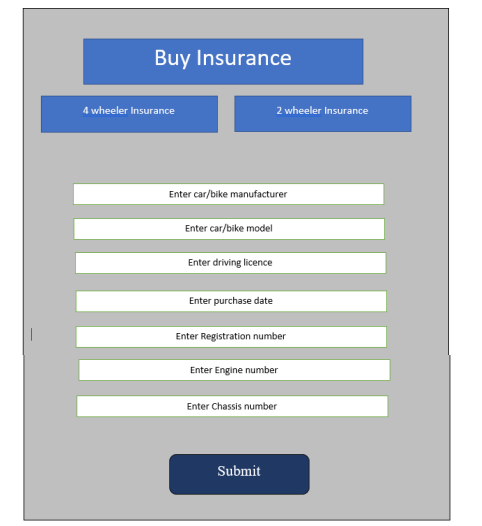 Buy Insurance
4 wheeler Insurance
2 wheeler Insurance
Enter car/bike manufacturer
Enter car/bike model
Enter driving licence
Enter purchase date
Enter Registration number
Enter Engine number
Enter Chassis number
Submit